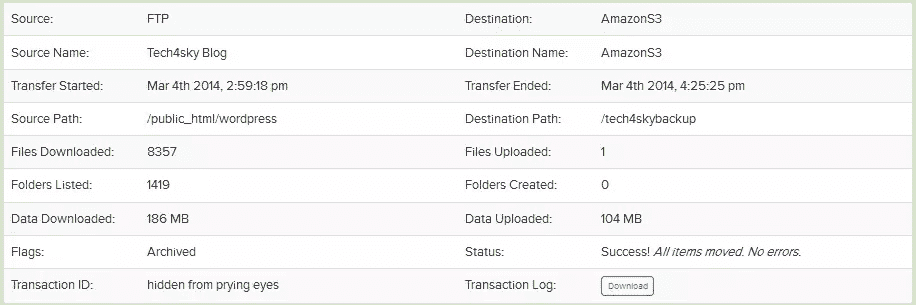 Source: FTP Destination: AmazonS3
Source Name: Tech4sky Blog Destination Name: AmazonS3
Transfer Started: Mar 4th 2014, 2:59:18 pm Transfer Ended: Mar 4th 2014, 4:25:25 pm
Source Path: /public_html/wordpress Destination Path: /tech4skybackup
Files Downloaded: 8357 Files Uploaded: 1
Folders Listed: 1419 Folders Created: 0
Data Downloaded: 186 MB Data Uploaded: 104 MB
Flags: Archived Status: Success! All items moved. No errors.
Transaction ID: hidden from prying eyes Transaction Log: Download